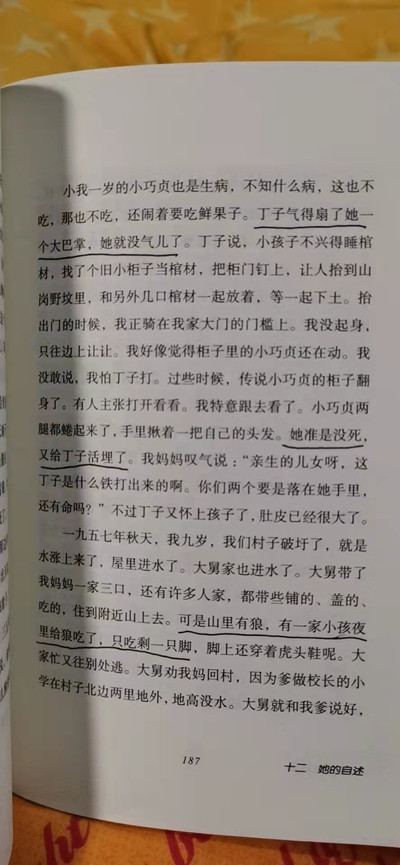 小我一岁的小巧贞也是生病，不知什么病，这也不
吃，那也不吃，还闹着要吃鲜果子。丁子气得扇了她一
个大巴掌，她就没气儿了。丁子说，小孩子不兴得睡棺
材，找了个旧小柜子当棺材，把柜门钉上，让人抬到山
岗野坟里，和另外几口棺材一起放着，等一起下土。抬
出门的时候，我正骑在我家大门的门槛上。我没起身，
只往边上让让。我好像觉得柜子里的小巧贞还在动。我
没敢说，我怕丁子打。过些时候，传说小巧贞的柜子翻
身了。有人主张打开看看。我特意跟去看了。小巧贞两
腿都蜷起来了，手里揪着一把自己的头发。她准是没死，
又给丁子活埋了。我妈妈叹气说：“亲生的儿女呀，这
丁子是什么铁打出来的啊。你们两个要是落在她手里，
还有命吗？”不过丁子又怀上孩子了，肚皮已经很大了。
一九五七年秋天，我九岁，我们村子破圩了，就是
水涨上来了，屋里进水了。大舅家也进水了。大舅带了
我妈妈一家三口，还有许多人家，都带些铺的、盖的、
吃的，住到附近山上去。可是山里有狼，有一家小孩夜
里给狼吃了，只吃剩一只脚，脚上还穿着虎头鞋呢。大
家忙又往别处逃。大舅劝我妈回村，因为爹做校长的小
学在村子北边两里地外，地高没水。大舅就和我爹说好，
187
十二 她的自述